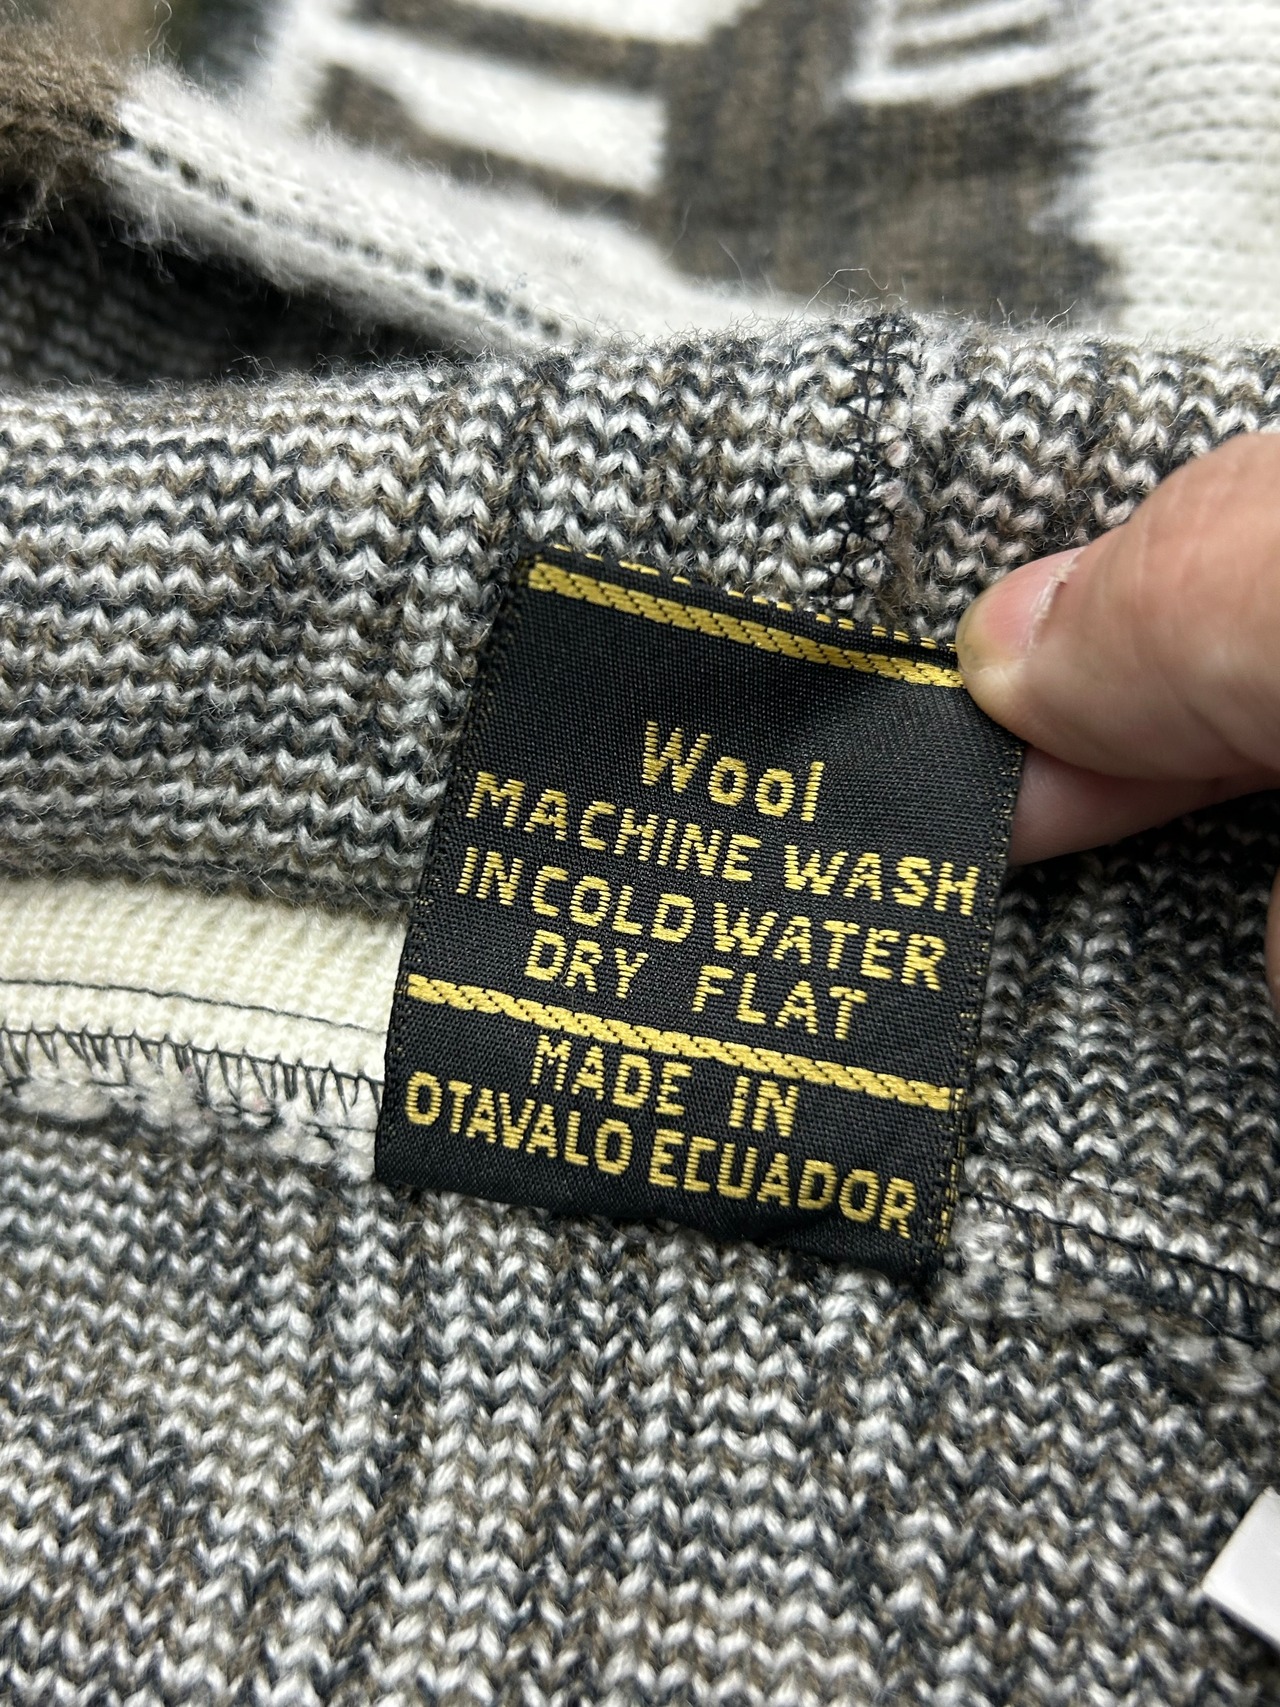 Wool
MACHINE WASH
IN COLD WATER
DRY FLAT
MADE IN
OTAVALO ECUADOR